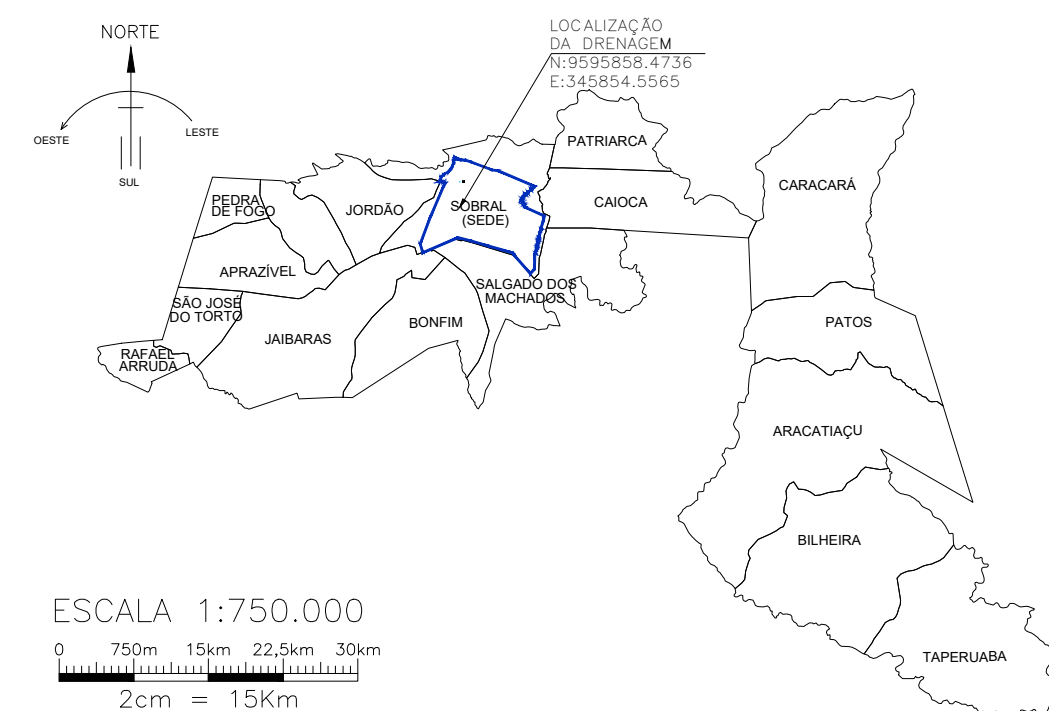 NORTE
OESTE
LESTE
SUL
LOCALIZAÇÃO
DA DRENAGEM
N:9595858.4736
E:345854.5565
PATRIARCA
CAIOCA
CARACARÁ
PEDRA
DE FOGO
JORDÃO
SOBRAL
(SEDE)
APRAZÍVEL
SALGADO DOS
MACHADOS
SÃO JOSÉ
DO TORTO
JAIBARAS
BONFIM
PATOS
RAFAEL
ARRUDA
ARACATIAÇU
BILHEIRA
TAPERUABA
ESCALA 1:750.000
0 750m 15km 22,5km 30km
2cm = 15Km